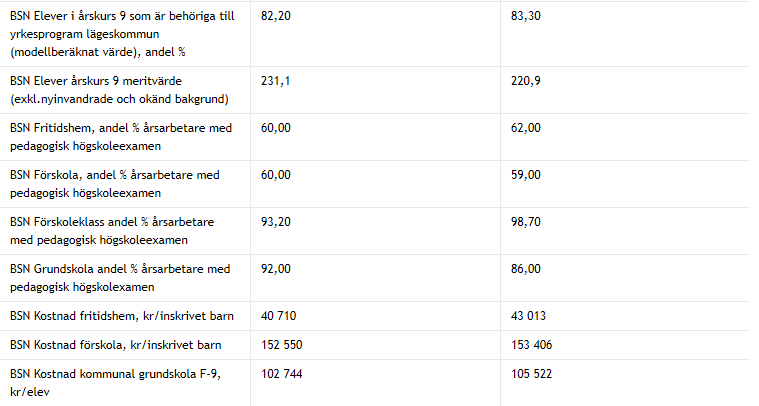 BSN Elever i årskurs 9 som är behöriga till 82,20 83,30
yrkesprogram lägeskommun
(modellberäknat värde), andel %
BSN Elever årskurs 9 meritvärde 231,1 220,9
(exkl.nyinvandrade och okänd bakgrund)
BSN Fritidshem, andel % årsarbetare med 60,00 62,00
pedagogisk högskoleexamen
BSN Förskola, andel % årsarbetare med 60,00 59,00
pedagogisk högskoleexamen
BSN Förskoleklass andel % årsarbetare 93,20 98,70
med pedagogisk högskoleexamen
BSN Grundskola andel % årsarbetare med 92,00 86,00
pedagogisk högskolexamen
BSN Kostnad fritidshem, kr/inskrivet barn 40 710 43 013
BSN Kostnad förskola, kr/inskrivet barn 152 550 153 406
BSN Kostnad kommunal grundskola F-9, 102 744 105 522
kr/elev